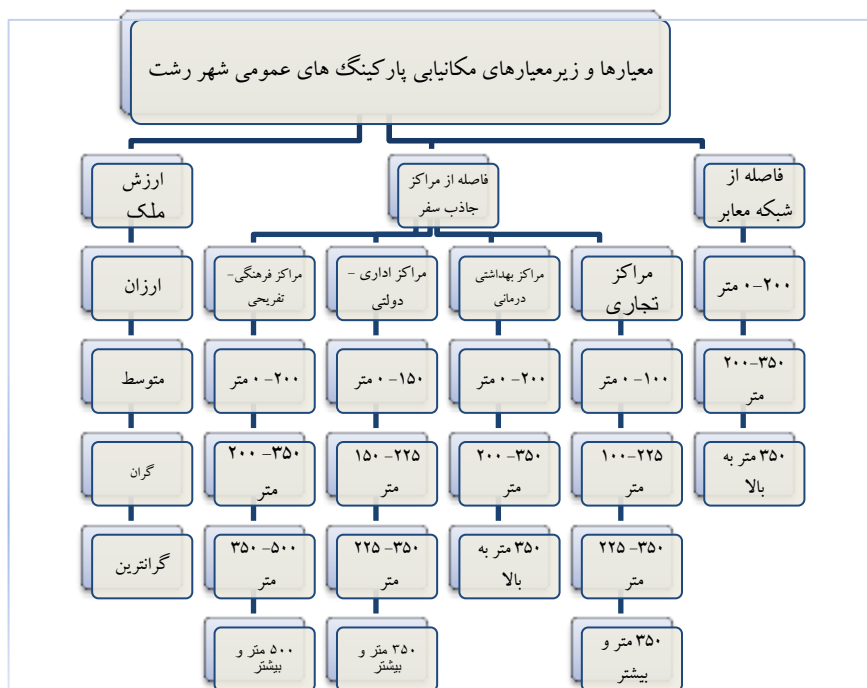 معیارها و زیرمعیارهای مکانیابی پارکینگ های عمومی شهر رشت
فاصله از
شبکه معابر
۰-۲۰۰ متر
۲۰۰-۳۵۰
متر
۳۵۰ متر به
بالا
فاصله از مراکز
جاذب سفر
مراکز
تجاری
۰-۱۰۰ متر
۱۰۰-۲۲۵
متر
۲۲۵-۳۵۰
متر
۳۵۰ متر و
بیشتر
مراکز بهداشتی
درمانی
۰-۲۰۰ متر
۲۰۰-۳۵۰
متر
۳۵۰ متر به
بالا
مراکز اداری -
دولتی
۰-۱۵۰ متر
۱۵۰-۲۲۵
متر
۲۲۵-۳۵۰
متر
۳۵۰ متر و
بیشتر
مراکز فرهنگی-
تفریحی
۰-۲۰۰ متر
۲۰۰-۳۵۰
متر
۳۵۰-۵۰۰
متر
۵۰۰ متر و
بیشتر
ارزش
ملک
ارزان
متوسط
گران
گرانترین